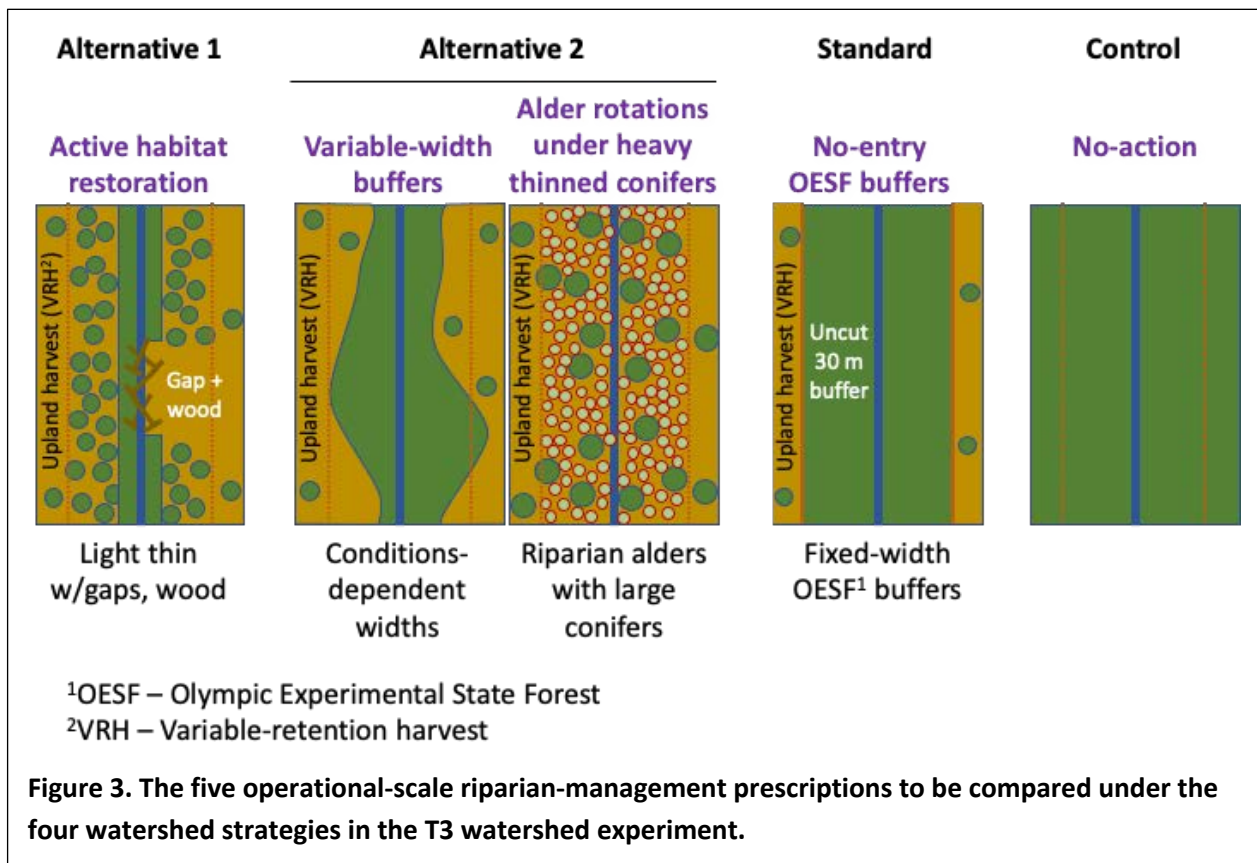 Alternative 1
Alternative 2
Standard
Control
Active habitat
restoration
Variable-width
buffers
Alder rotations
under heavy
thinned conifers
No-entry
OESF buffers
No-action
Upland harvest (VRH²)
Gap +
wood
Upland harvest (VRH)
Upland harvest (VRH)
Upland harvest (VRH)
Uncut
30 m
buffer
Light thin
w/gaps, wood
Conditions-
dependent
widths
Riparian alders
with large
conifers
Fixed-width
OESF¹ buffers
¹OESF – Olympic Experimental State Forest
²VRH – Variable-retention harvest
Figure 3. The five operational-scale riparian-management prescriptions to be compared under the
four watershed strategies in the T3 watershed experiment.